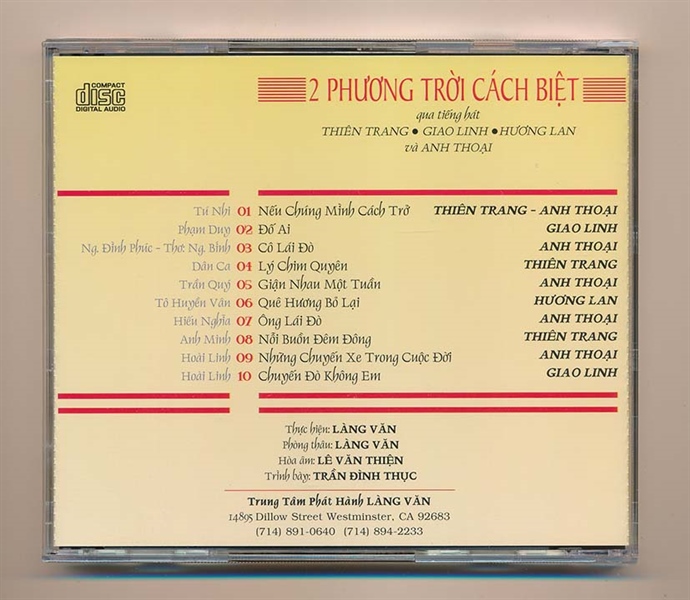 COMPACT
disc
DIGITAL AUDIO
2 PHƯƠNG TRỜI CÁCH BIỆT
qua tiếng hát
THIÊN TRANG • GIAO LINH • HƯƠNG LAN
và ANH THOẠI
Tú Nhi 01 Nếu Chúng Mình Cách Trở THIÊN TRANG - ANH THOẠI
Phạm Duy 02 Đố Ai GIAO LINH
Ng. Đình Phúc - Thơ: Ng. Bính 03 Cô Lái Đò ANH THOẠI
Dân Ca 04 Lý Chim Quyên THIÊN TRANG
Trần Quý 05 Giận Nhau Một Tuần ANH THOẠI
Tô Huyền Vân 06 Quê Hương Bỏ Lại HƯƠNG LAN
Hiếu Nghĩa 07 Ông Lái Đò ANH THOẠI
Anh Minh 08 Nỗi Buồn Đêm Đông THIÊN TRANG
Hoài Linh 09 Những Chuyến Xe Trong Cuộc Đời ANH THOẠI
Hoài Linh 10 Chuyến Đò Không Em GIAO LINH
Thực hiện: LÀNG VĂN
Phòng thâu: LÀNG VĂN
Hòa âm: LÊ VĂN THIỆN
Trình bày: TRẦN ĐÌNH THỤC
Trung Tâm Phát Hành LÀNG VĂN
14895 Dillow Street Westminster, CA 92683
(714) 891-0640 (714) 894-2233